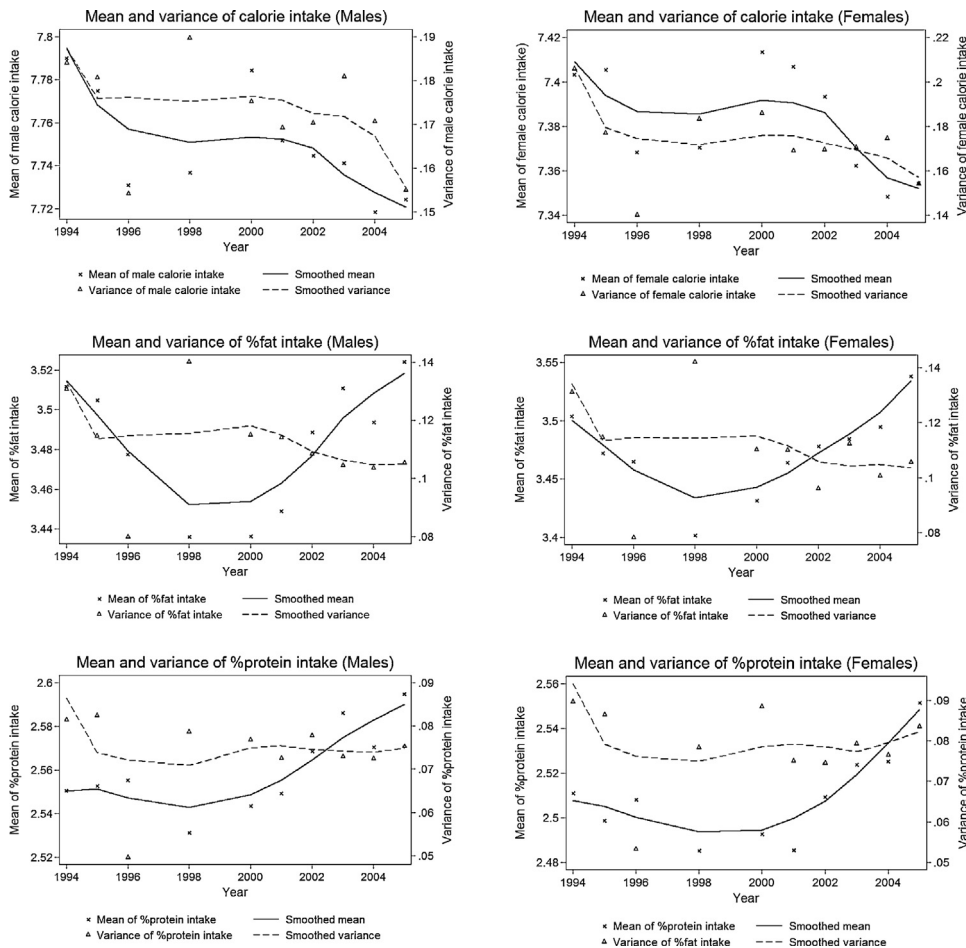 Mean and variance of calorie intake (Males)
Mean of male calorie intake
7.8
7.78
7.76
7.74
7.72
.19
.18
.17
.16
.15
Variance of male calorie intake
1994 1996 1998 2000 2002 2004
Year
× Mean of male calorie intake Smoothed mean
△ Variance of male calorie intake Smoothed variance
Mean and variance of calorie intake (Females)
Mean of female calorie intake)
7.42
7.4
7.38
7.36
7.34
.22
.2
.18
.16
.14
Variance of female calorie intake
1994 1996 1998 2000 2002 2004
Year
× Mean of female calorie intake Smoothed mean
△ Variance of female calorie intake Smoothed variance
Mean and variance of %fat intake (Males)
Mean of %fat intake
3.52
3.5
3.48
3.46
3.44
.14
.12
.1
.08
Variance of %fat intake
1994 1996 1998 2000 2002 2004
Year
× Mean of %fat intake Smoothed mean
△ Variance of %fat intake Smoothed variance
Mean and variance of %fat intake (Females)
Mean of %fat intake
3.55
3.5
3.45
3.4
.14
.12
.1
.08
Variance of %fat intake
1994 1996 1998 2000 2002 2004
Year
× Mean of %fat intake Smoothed mean
△ Variance of %fat intake Smoothed variance
Mean and variance of %protein intake (Males)
Mean of %protein intake
2.6
2.58
2.56
2.54
2.52
.09
.08
.07
.06
.05
Variance of %protein intake
1994 1996 1998 2000 2002 2004
Year
× Mean of %protein intake Smoothed mean
△ Variance of %protein intake Smoothed variance
Mean and variance of %protein intake (Females)
Mean of %protein intake
2.56
2.54
2.52
2.5
2.48
.09
.08
.07
.06
.05
Variance of %protein intake
1994 1996 1998 2000 2002 2004
Year
× Mean of %protein intake Smoothed mean
△ Variance of %fat intake Smoothed variance